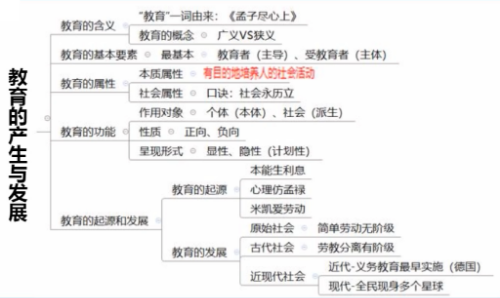 教育的产生与发展
教育的含义
“教育”一词由来：《孟子尽心上》
教育的概念
广义VS狭义
教育的基本要素
最基本
教育者（主导）、受教育者（主体）
教育的属性
本质属性
有目的地培养人的社会活动
社会属性
口诀：社会永历立
教育的功能
作用对象
个体（本体）、社会（派生）
性质
正向、负向
呈现形式
显性、隐性（计划性）
教育的起源和发展
教育的起源
本能生利息
心理仿孟禄
米凯爱劳动
教育的发展
原始社会
简单劳动无阶级
古代社会
劳教分离有阶级
近现代社会
近代-义务教育最早实施（德国）
现代-全民现身多个星球